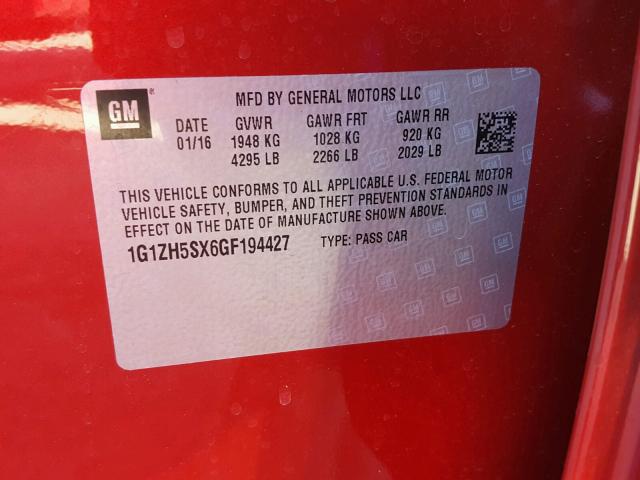 GM ® MFD BY GENERAL MOTORS LLC
DATE GVWR GAWR FRT GAWR RR
01/16 1948 KG 1028 KG 920 KG
4295 LB 2266 LB 2029 LB
THIS VEHICLE CONFORMS TO ALL APPLICABLE U.S. FEDERAL MOTOR
VEHICLE SAFETY, BUMPER, AND THEFT PREVENTION STANDARDS IN
EFFECT ON THE DATE OF MANUFACTURE SHOWN ABOVE.
1G1ZH5SX6GF194427 TYPE: PASS CAR